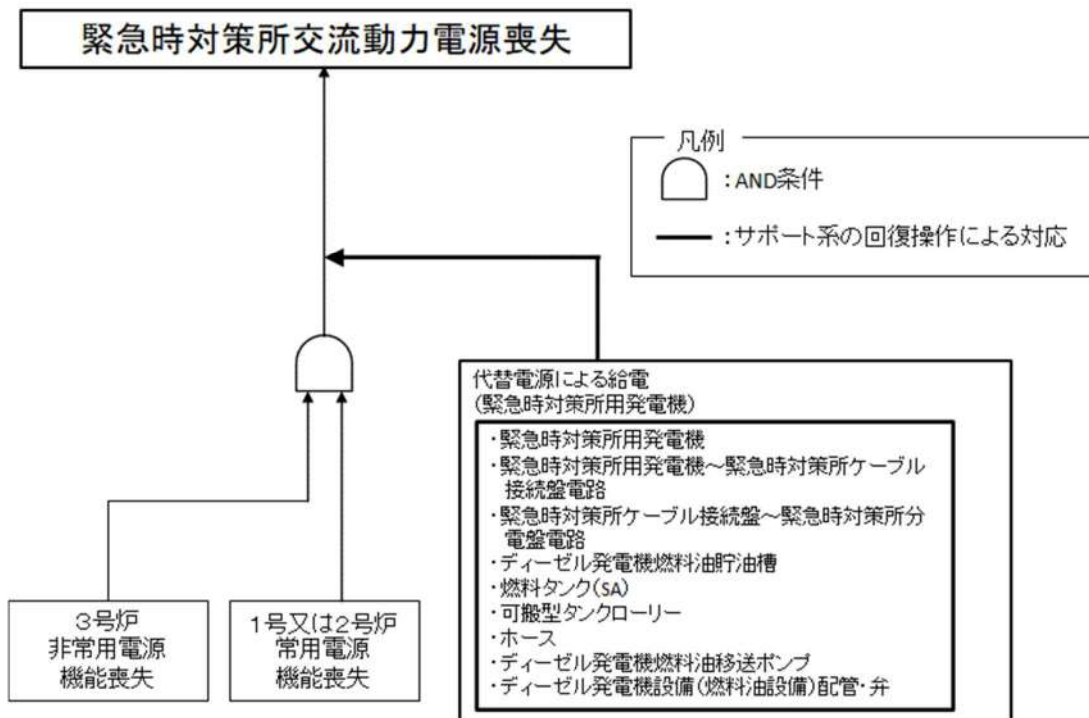 緊急時対策所交流動力電源喪失
凡例
:AND条件
:サポート系の回復操作による対応
代替電源による給電
(緊急時対策所用発電機)
・緊急時対策所用発電機
・緊急時対策所用発電機～緊急時対策所ケーブル
接続盤電路
・緊急時対策所ケーブル接続盤～緊急時対策所分
電盤電路
・ディーゼル発電機燃料油貯油槽
・燃料タンク(SA)
・可搬型タンクローリー
・ホース
・ディーゼル発電機燃料油移送ポンプ
・ディーゼル発電機設備(燃料油設備)配管・弁
3号炉
非常用電源
機能喪失
1号又は2号炉
常用電源
機能喪失